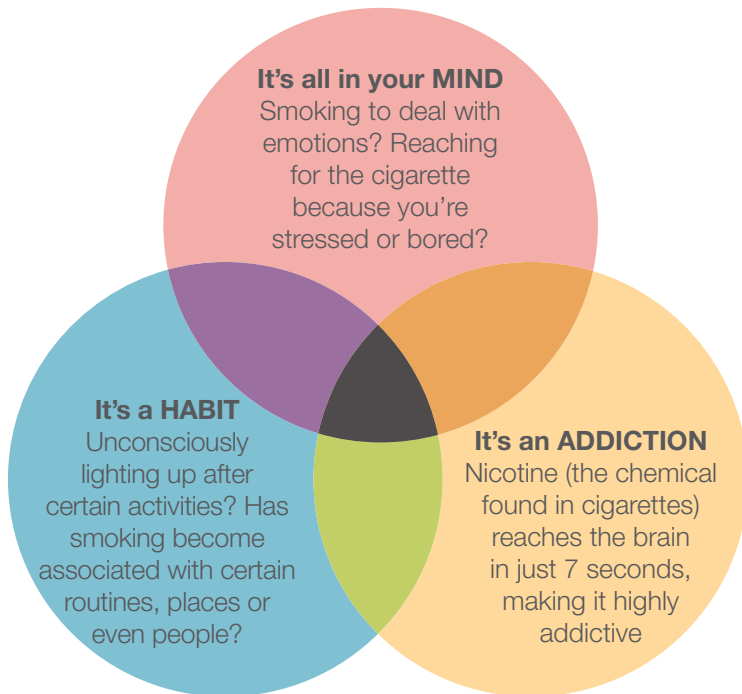 It’s all in your MIND
Smoking to deal with
emotions? Reaching
for the cigarette
because you’re
stressed or bored?
It’s a HABIT
Unconsciously
lighting up after
certain activities? Has
smoking become
associated with certain
routines, places or
even people?
It’s an ADDICTION
Nicotine (the chemical
found in cigarettes)
reaches the brain
in just 7 seconds,
making it highly
addictive